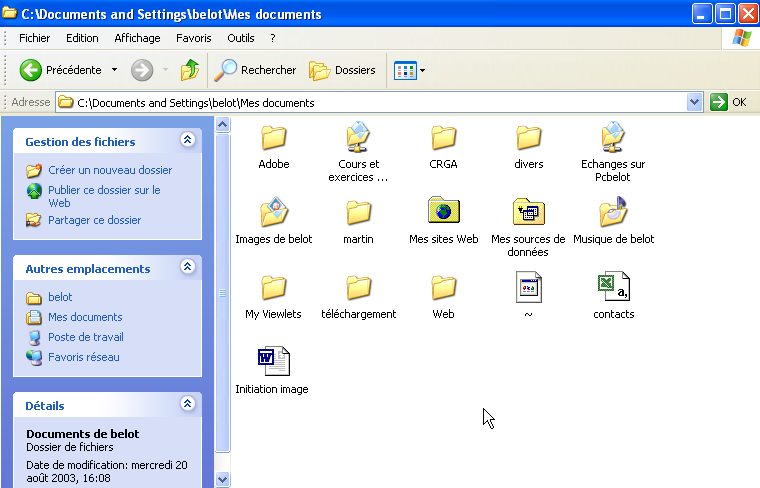 C:\Documents and Settings\belot\Mes documents
Fichier Edition Affichage Favoris Outils ?
Précédente Rechercher Dossiers
Adresse C:\Documents and Settings\belot\Mes documents OK
Gestion des fichiers
Créer un nouveau dossier
Publier ce dossier sur le
Web
Partager ce dossier
Autres emplacements
belot
Mes documents
Poste de travail
Favoris réseau
Détails
Documents de belot
Dossier de fichiers
Date de modification: mercredi 20
août 2003, 16:08
Adobe
Cours et
exercices ...
CRGA
divers
Echanges sur
Pcbelot
Images de belot
martin
Mes sites Web
Mes sources de
données
Musique de belot
My Viewlets
téléchargement
Web
~
contacts
Initiation image